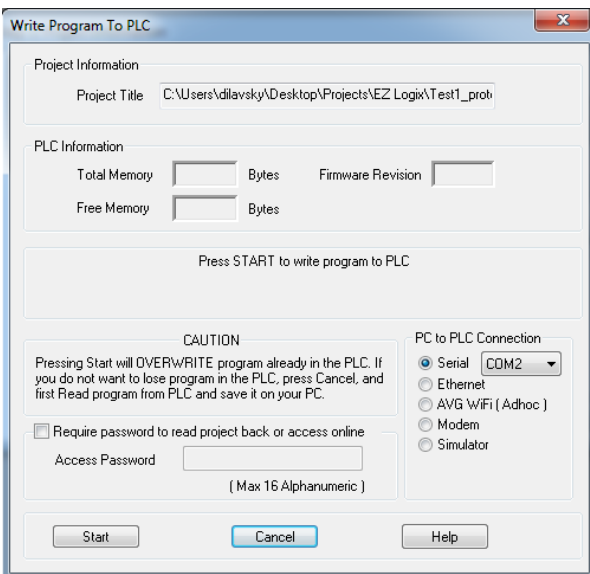 Write Program To PLC
Project Information
Project Title C:\Users\dilavsky\Desktop\Projects\EZ Logix\Test1_prot
PLC Information
Total Memory Bytes Firmware Revision
Free Memory Bytes
Press START to write program to PLC
CAUTION
Pressing Start will OVERWRITE program already in the PLC. If
you do not want to lose program in the PLC, press Cancel, and
first Read program from PLC and save it on your PC.
PC to PLC Connection
Serial COM2
Ethernet
AVG WiFi ( Adhoc )
Modem
Simulator
Require password to read project back or access online
Access Password
( Max 16 Alphanumeric )
Start Cancel Help